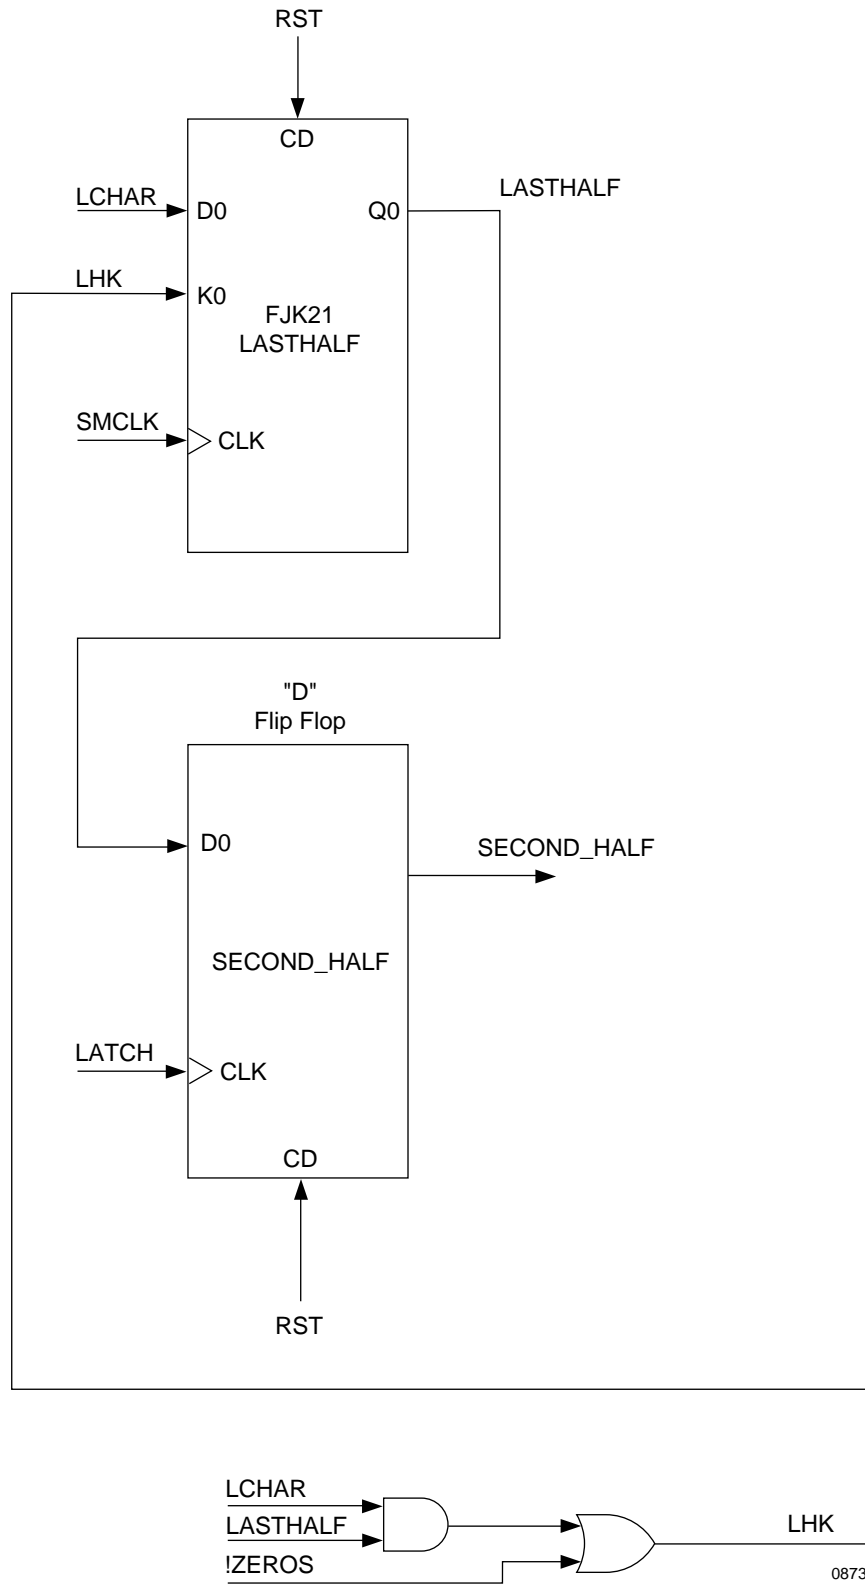 RST
CD
LCHAR
D0
Q0
LASTHALF
LHK
K0
FJK21
LASTHALF
SMCLK
CLK
"D"
Flip Flop
D0
SECOND_HALF
SECOND_HALF
LATCH
CLK
CD
RST
LCHAR
LASTHALF
!ZEROS
LHK
0873